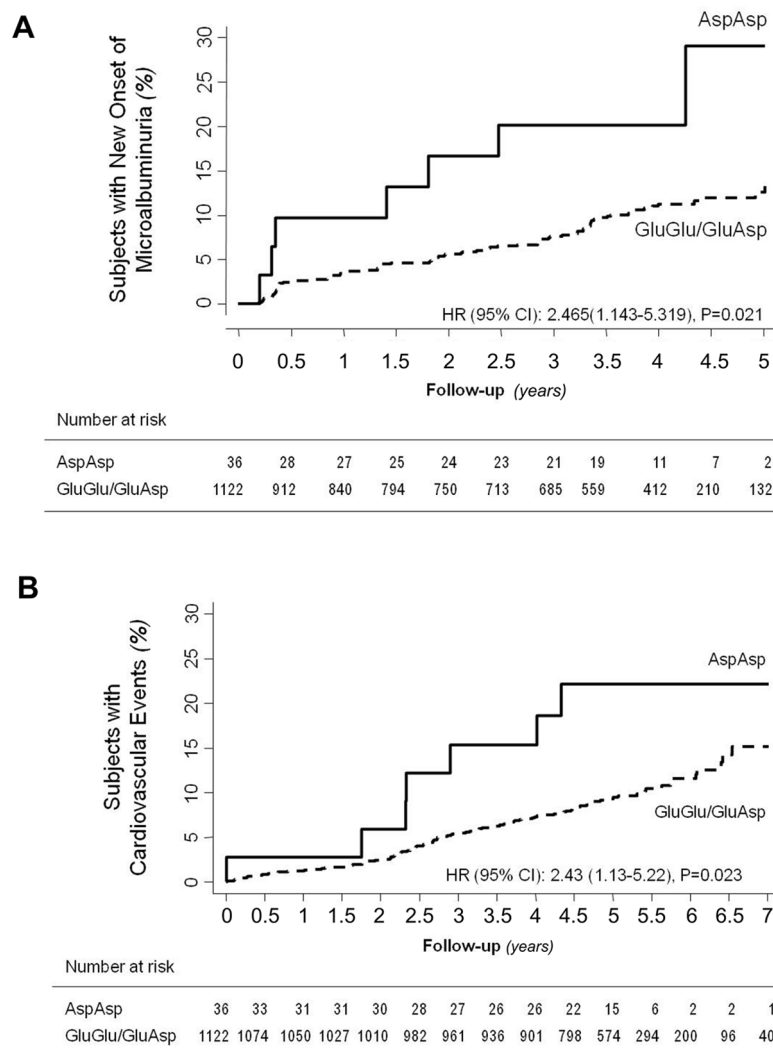 A
Subjects with New Onset of
Microalbuminuria (%)
30
25
20
15
10
5
0
AspAsp
GluGlu/GluAsp
HR (95% CI): 2.465(1.143-5.319), P=0.021
0 0.5 1 1.5 2 2.5 3 3.5 4 4.5 5
Follow-up (years)
Number at risk
AspAsp 36 28 27 25 24 23 21 19 11 7 2
GluGlu/GluAsp 1122 912 840 794 750 713 685 559 412 210 132
B
Subjects with
Cardiovascular Events (%)
30
25
20
15
10
5
0
AspAsp
GluGlu/GluAsp
HR (95% CI): 2.43 (1.13-5.22), P=0.023
0 0.5 1 1.5 2 2.5 3 3.5 4 4.5 5 5.5 6 6.5 7
Follow-up (years)
Number at risk
AspAsp 36 33 31 31 30 28 27 26 26 22 15 6 2 2 1
GluGlu/GluAsp 1122 1074 1050 1027 1010 982 961 936 901 798 574 294 200 96 40